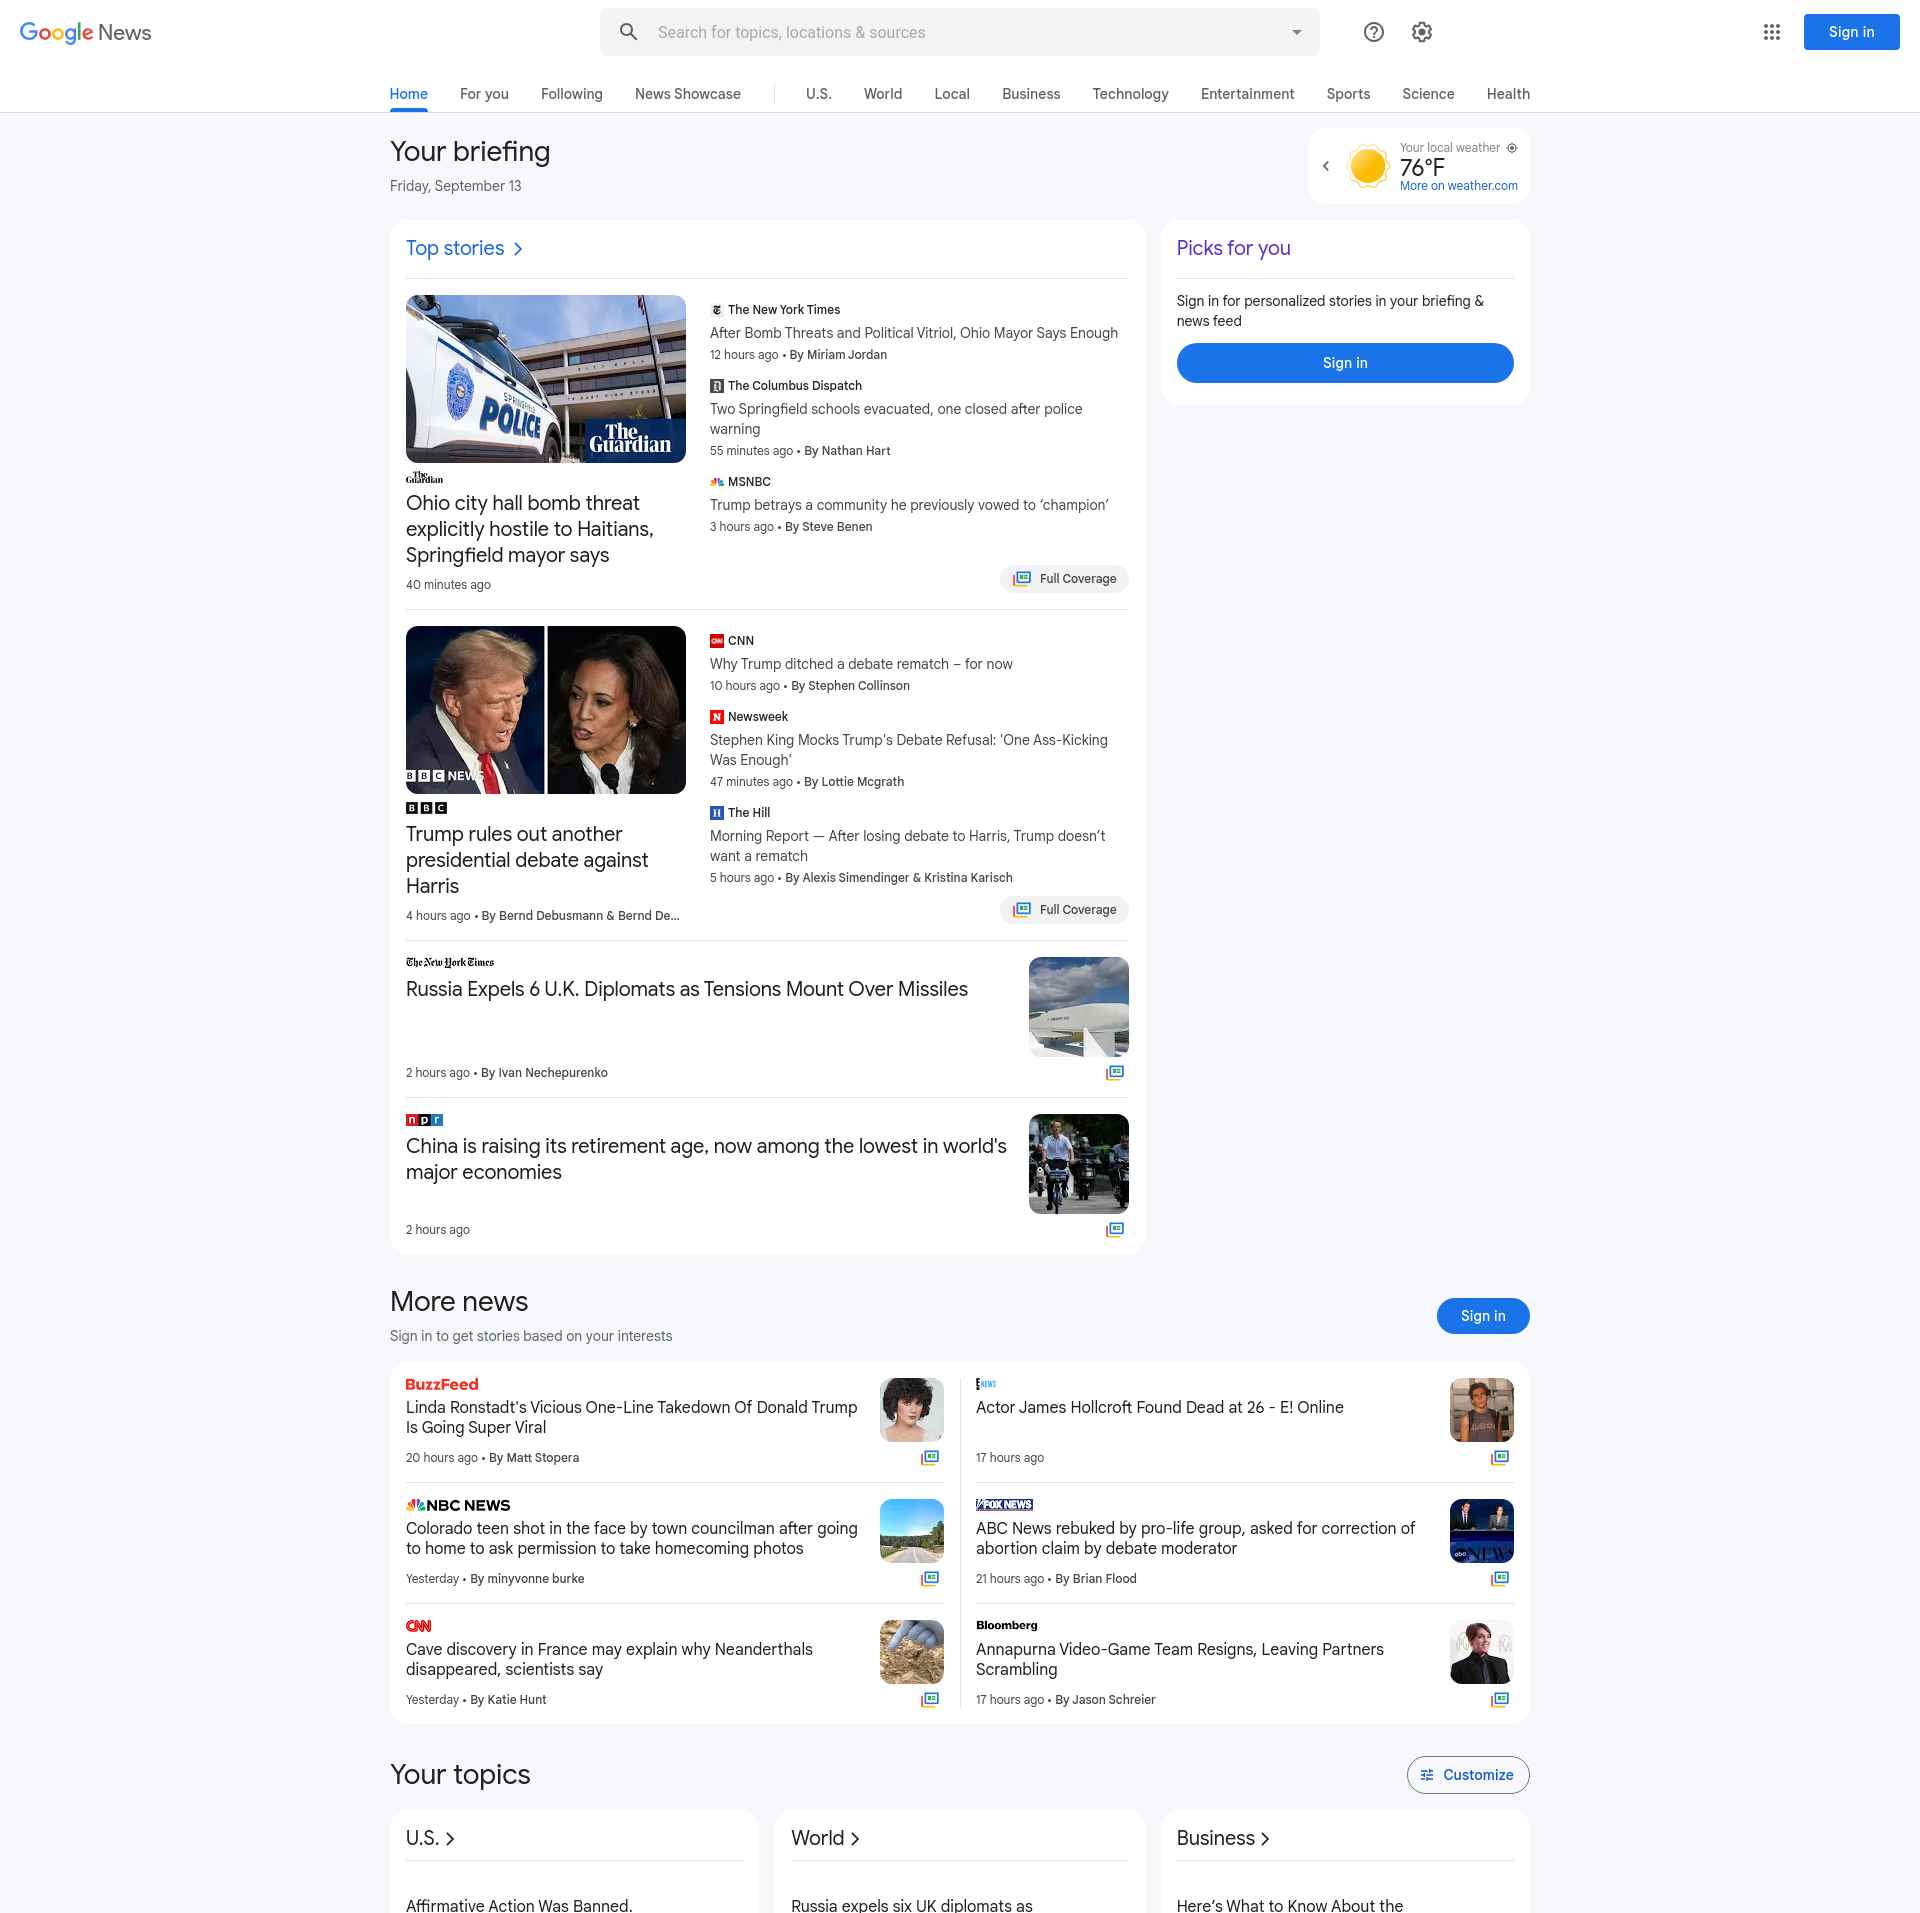 Google News
Search for topics, locations & sources
Sign in
Home
For you
Following
News Showcase
U.S.
World
Local
Business
Technology
Entertainment
Sports
Science
Health
Your briefing
Friday, September 13
Your local weather
76°F
More on weather.com
Top stories
CITY HALL
76 EAST HIGH STREET
SPRINGFIELD
POLICE
The
Guardian
The
Guardian
Ohio city hall bomb threat
explicitly hostile to Haitians,
Springfield mayor says
40 minutes ago
The New York Times
After Bomb Threats and Political Vitriol, Ohio Mayor Says Enough
12 hours ago • By Miriam Jordan
The Columbus Dispatch
Two Springfield schools evacuated, one closed after police
warning
55 minutes ago • By Nathan Hart
MSNBC
Trump betrays a community he previously vowed to ‘champion’
3 hours ago • By Steve Benen
Full Coverage
BBC NEWS
BBC
Trump rules out another
presidential debate against
Harris
4 hours ago • By Bernd Debusmann & Bernd De…
CNN
Why Trump ditched a debate rematch – for now
10 hours ago • By Stephen Collinson
Newsweek
Stephen King Mocks Trump's Debate Refusal: 'One Ass-Kicking
Was Enough'
47 minutes ago • By Lottie Mcgrath
The Hill
Morning Report — After losing debate to Harris, Trump doesn’t
want a rematch
5 hours ago • By Alexis Simendinger & Kristina Karisch
Full Coverage
The New York Times
Russia Expels 6 U.K. Diplomats as Tensions Mount Over Missiles
2 hours ago • By Ivan Nechepurenko
npr
China is raising its retirement age, now among the lowest in world's
major economies
2 hours ago
Picks for you
Sign in for personalized stories in your briefing &
news feed
Sign in
More news
Sign in to get stories based on your interests
Sign in
BuzzFeed
Linda Ronstadt's Vicious One-Line Takedown Of Donald Trump
Is Going Super Viral
20 hours ago • By Matt Stopera
NBC NEWS
Colorado teen shot in the face by town councilman after going
to home to ask permission to take homecoming photos
Yesterday • By minyvonne burke
CNN
Cave discovery in France may explain why Neanderthals
disappeared, scientists say
Yesterday • By Katie Hunt
E NEWS
Actor James Hollcroft Found Dead at 26 - E! Online
17 hours ago
FOX NEWS
ABC News rebuked by pro-life group, asked for correction of
abortion claim by debate moderator
abc NEWS
21 hours ago • By Brian Flood
Bloomberg
Annapurna Video-Game Team Resigns, Leaving Partners
Scrambling
17 hours ago • By Jason Schreier
Your topics
Customize
U.S.
Affirmative Action Was Banned.
World
Russia expels six UK diplomats as
Business
Here’s What to Know About the